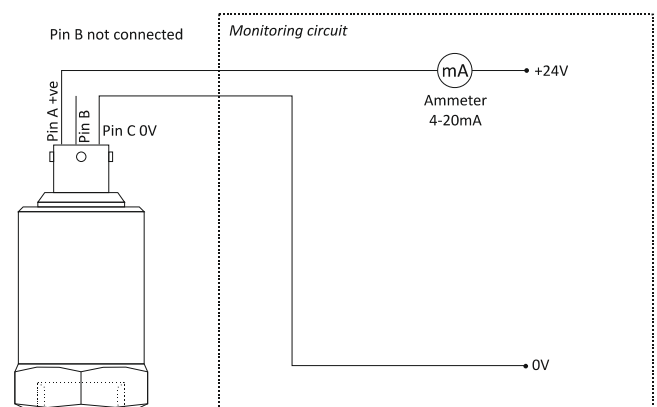 Pin B not connected
Monitoring circuit
Pin A +ve
Pin B
Pin C 0V
mA
+24V
Ammeter
4-20mA
0V